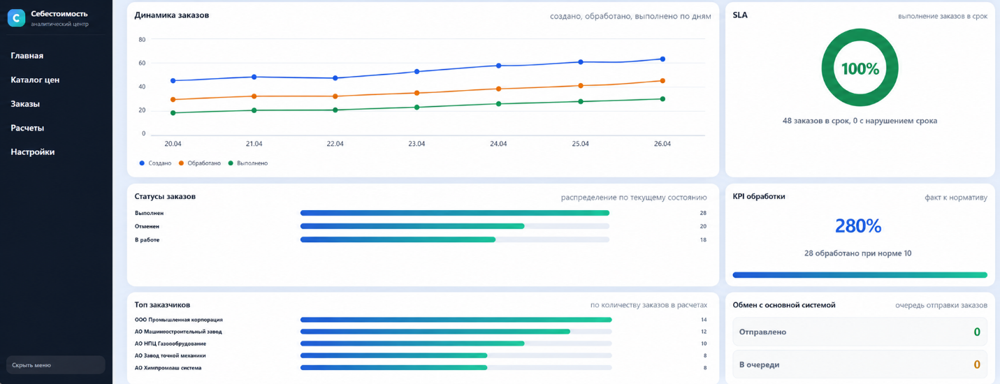 Себестоимость
аналитический центр
Главная
Каталог цен
Заказы
Расчеты
Настройки
Скрыть меню
Динамика заказов
создано, обработано, выполнено по дням
80
60
40
20
0
20.04 21.04 22.04 23.04 24.04 25.04 26.04
Создано Обработано Выполнено
SLA
выполнение заказов в срок
100%
48 заказов в срок, 0 с нарушением срока
Статусы заказов
распределение по текущему состоянию
Выполнен 28
Отменен 20
В работе 18
KPI обработки
факт к нормативу
280%
28 обработано при норме 10
Топ заказчиков
по количеству заказов в расчетах
ООО Промышленная корпорация 14
АО Машинвостроительный завод 12
АО НПЦ Газововбрудование 10
АО Завод точной механики 8
АО Химпромлаш система 8
Обмен с основной системой
очередь отправки заказов
Отправлено 0
В очереди 0